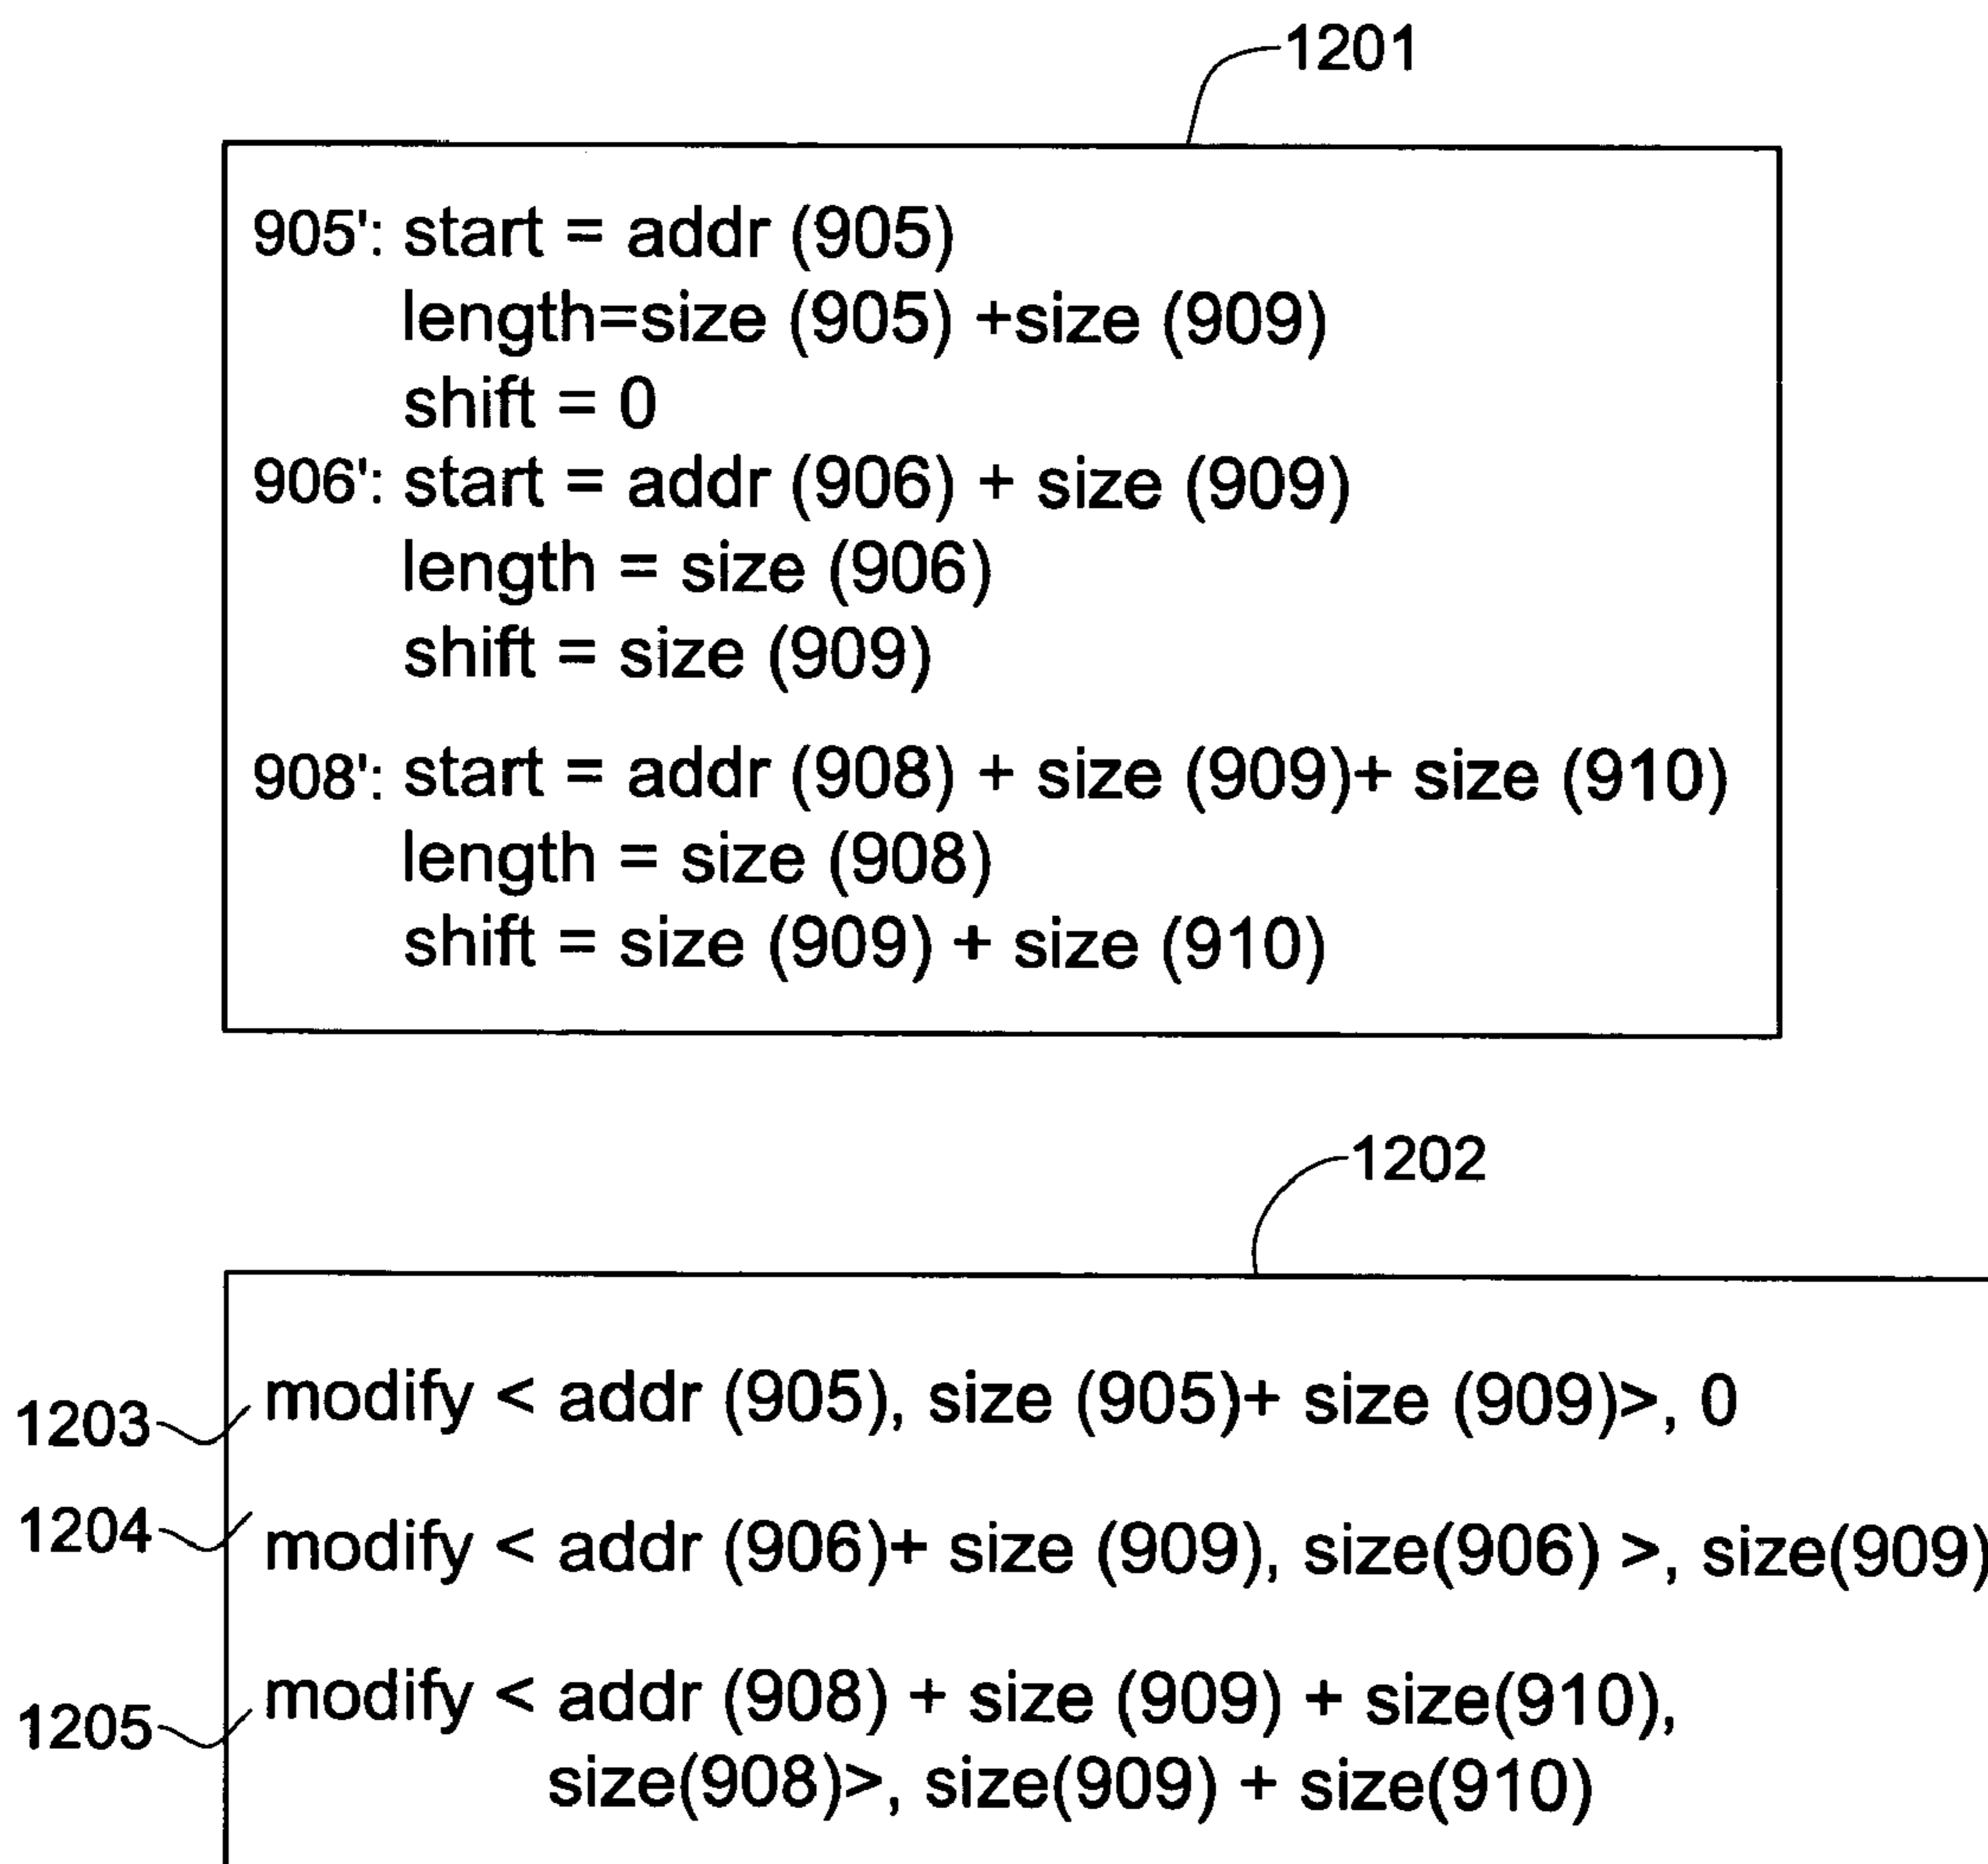 1201
905': start = addr (905)
length=size (905) +size (909)
shift = 0
906': start = addr (906) + size (909)
length = size (906)
shift = size (909)
908': start = addr (908) + size (909)+ size (910)
length = size (908)
shift = size (909) + size (910)
1202
1203 modify < addr (905), size (905)+ size (909)>, 0
1204 modify < addr (906)+ size (909), size(906) >, size(909)
1205 modify < addr (908) + size (909) + size(910),
size(908)>, size(909) + size(910)